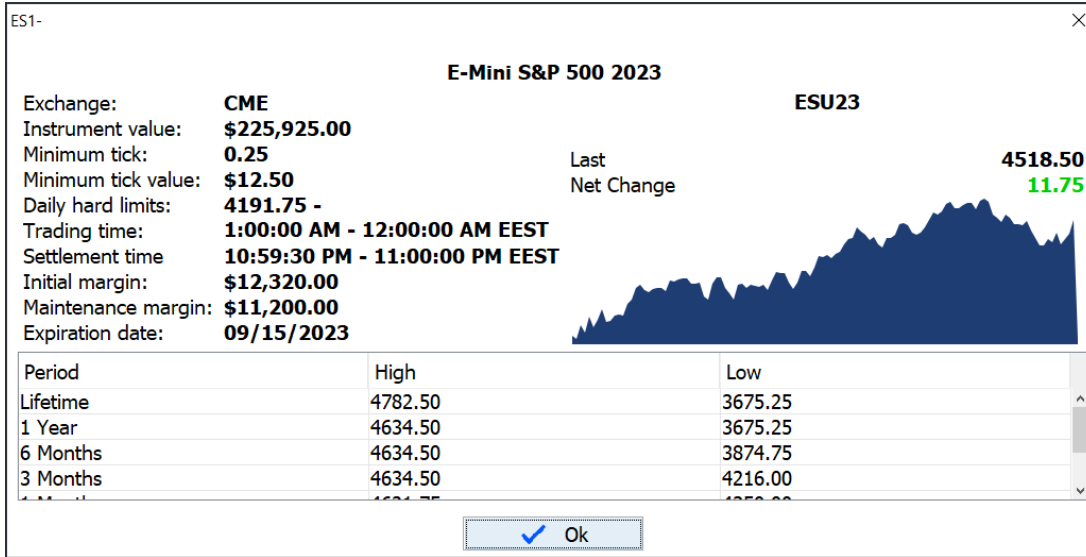 ES1-
E-Mini S&P 500 2023
Exchange: CME
ESU23
Instrument value: $225,925.00
Minimum tick: 0.25
Minimum tick value: $12.50
Daily hard limits: 4191.75 -
Trading time: 1:00:00 AM - 12:00:00 AM EEST
Settlement time 10:59:30 PM - 11:00:00 PM EEST
Initial margin: $12,320.00
Maintenance margin: $11,200.00
Expiration date: 09/15/2023
Last 4518.50
Net Change 11.75
Period High Low
Lifetime 4782.50 3675.25
1 Year 4634.50 3675.25
6 Months 4634.50 3874.75
3 Months 4634.50 4216.00
Ok